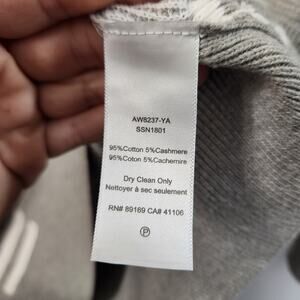 AW8237-YA
SSN1801
95%Cotton 5%Cashmere
95%Coton 5%Cachemire
Dry Clean Only
Nettoyer à sec seulement
RN# 89169 CA# 41106
P